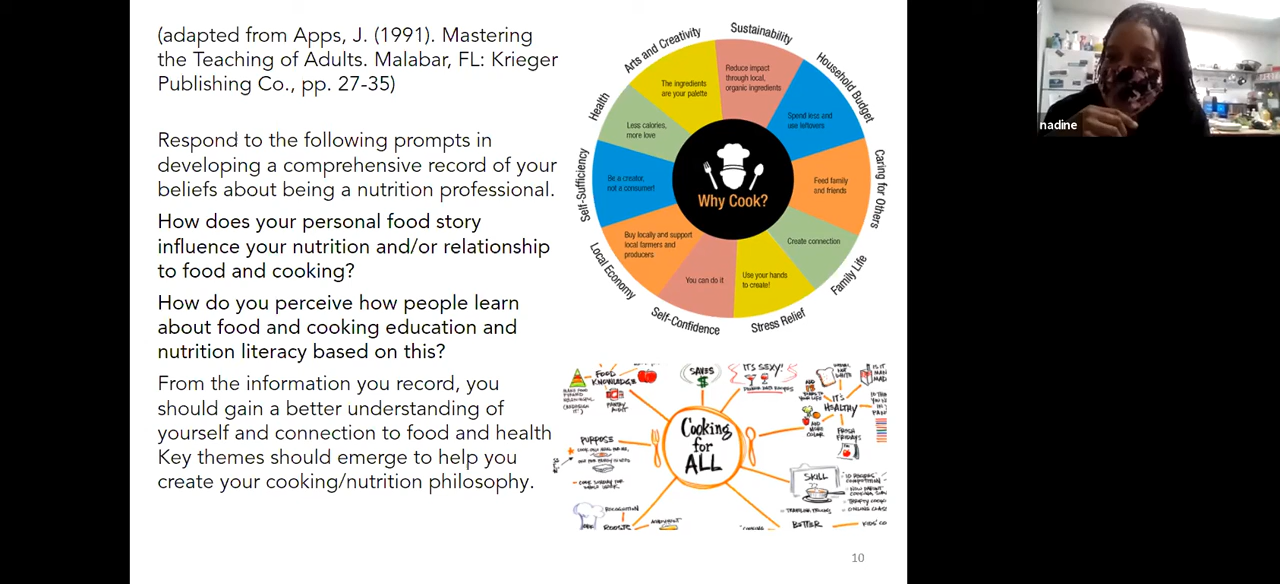 (adapted from Apps, J. (1991). Mastering
the Teaching of Adults. Malabar, FL: Krieger
Publishing Co., pp. 27-35)
Respond to the following prompts in
developing a comprehensive record of your
beliefs about being a nutrition professional.
How does your personal food story
influence your nutrition and/or relationship
to food and cooking?
How do you perceive how people learn
about food and cooking education and
nutrition literacy based on this?
From the information you record, you
should gain a better understanding of
yourself and connection to food and health
Key themes should emerge to help you
create your cooking/nutrition philosophy.
Sustainability
Reduce impact
through local,
organic ingredients
Household Budget
Spend less and
use leftovers
Caring for Others
Feed family
and friends
Family Life
Create connection
Stress Relief
Use your hands
to create!
Self-Confidence
You can do it
Local Economy
Buy locally and support
local farmers and
producers
Self-Sufficiency
Be a creator,
not a consumer!
Health
Less calories,
more love
Arts and Creativity
The ingredients
are your palette
Why Cook?
FOOD
KNOWLEDGE
PANTRY
AUDIT
SAVES
$
IT'S SEXY!
IT'S
HEALTHY
AND
MORE
COLOR
FRESH
FRIDAYS
PURPOSE
Cooking
for
ALL
SKILL
BETTER
RECOGNITION
10
nadine